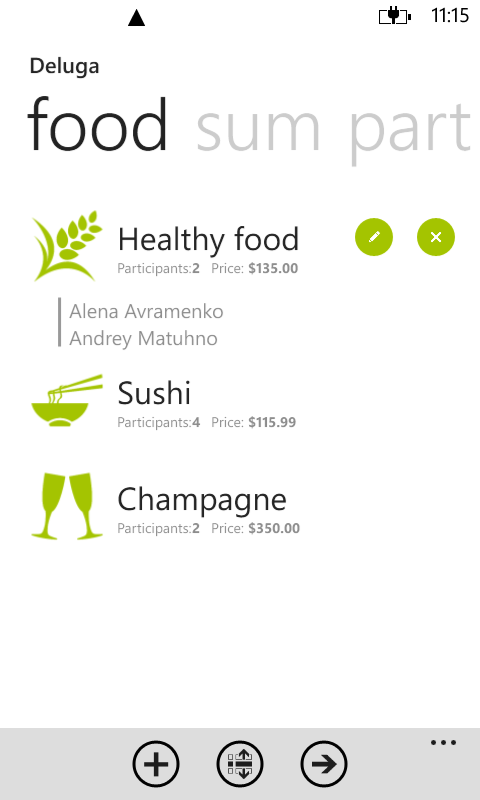 11:15
Deluga
food sum part
Healthy food
Participants:2 Price: $135.00
Alena Avramenko
Andrey Matuhno
Sushi
Participants:4 Price: $115.99
Champagne
Participants:2 Price: $350.00